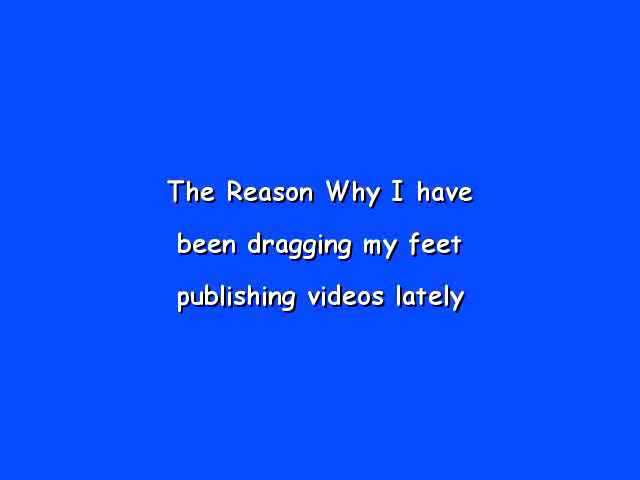 The Reason Why I have
been dragging my feet
publishing videos lately